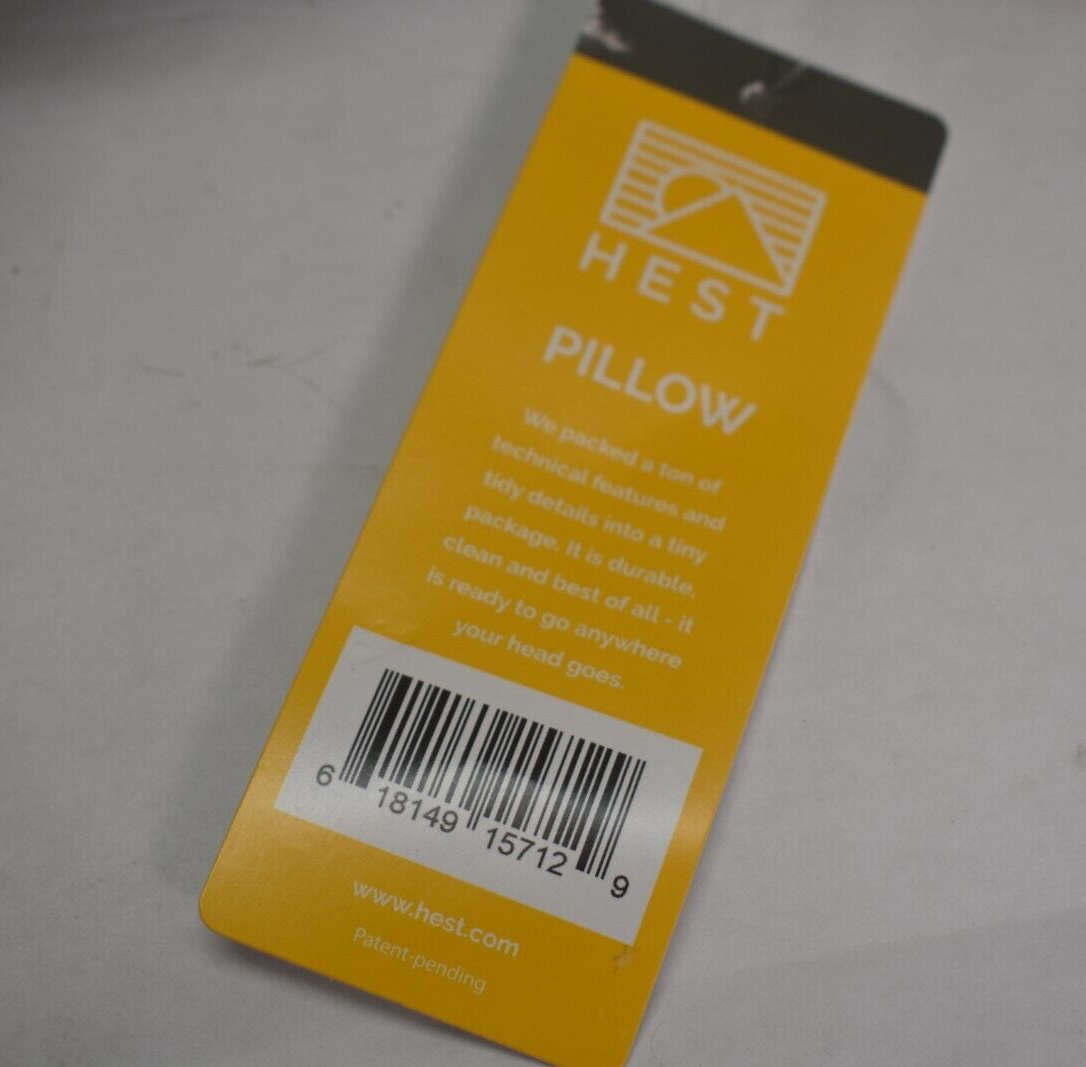 HEST
PILLOW
We packed a ton of
technical features and
tidy details into a tiny
package. It is durable,
clean and best of all - it
is ready to go anywhere
your head goes.
6 18149 15712 9
www.hest.com
Patent-pending